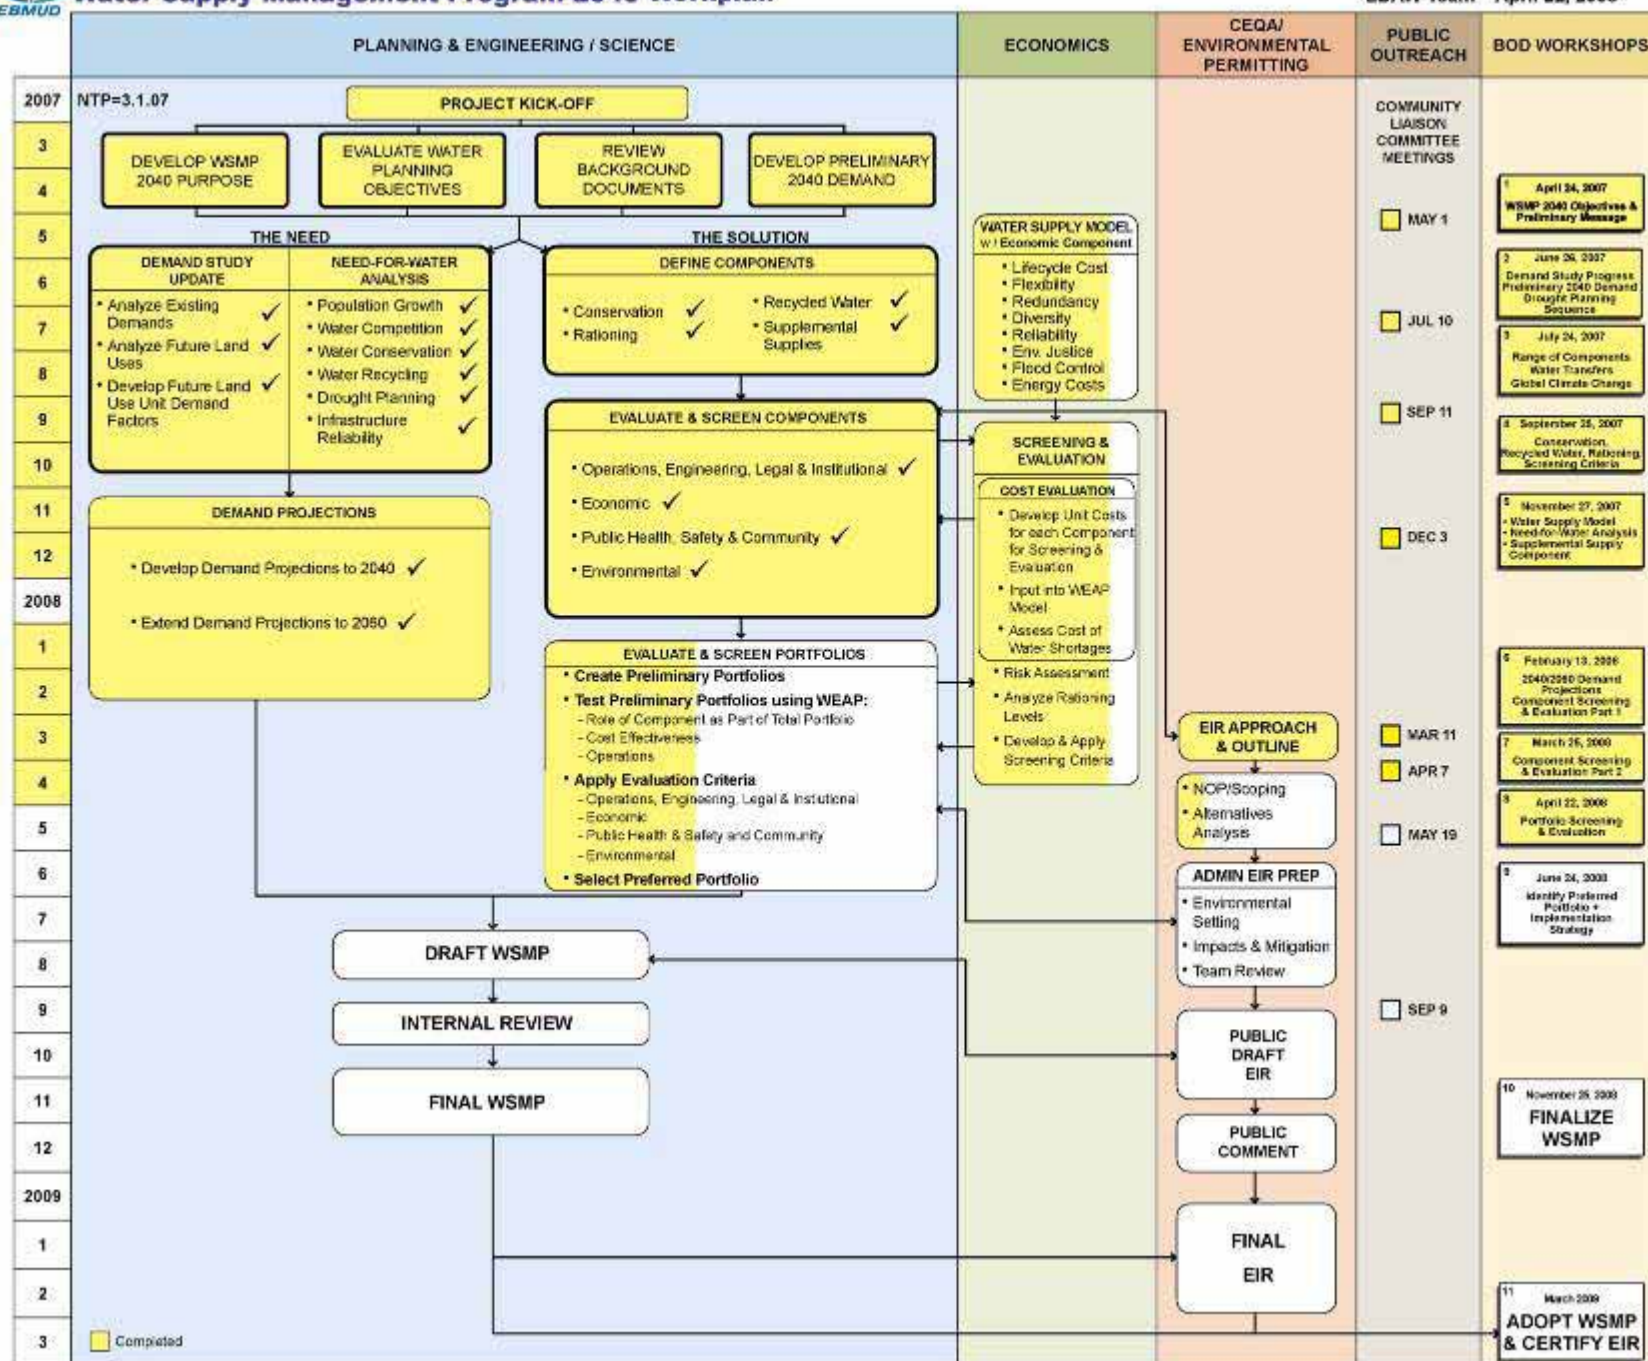 EBMUD
Water Supply Management Program 2040 Workplan
PLANNING & ENGINEERING / SCIENCE
ECONOMICS
CEQA/
ENVIRONMENTAL
PERMITTING
PUBLIC
OUTREACH
BOD WORKSHOPS
2007
3
4
5
6
7
8
9
10
11
12
2008
1
2
3
4
5
6
7
8
9
10
11
12
2009
1
2
3
NTP=3.1.07
PROJECT KICK-OFF
DEVELOP WSMP
2040 PURPOSE
EVALUATE WATER
PLANNING
OBJECTIVES
REVIEW
BACKGROUND
DOCUMENTS
DEVELOP PRELIMINARY
2040 DEMAND
THE NEED
DEMAND STUDY
UPDATE
• Analyze Existing
Demands
• Analyze Future Land
Uses
• Develop Future Land
Use Unit Demand
Factors
NEED-FOR-WATER
ANALYSIS
• Population Growth
• Water Competition
• Water Conservation
• Water Recycling
• Drought Planning
• Infrastructure
Reliability
THE SOLUTION
DEFINE COMPONENTS
• Conservation
• Rationing
• Recycled Water
• Supplemental
Supplies
EVALUATE & SCREEN COMPONENTS
• Operations, Engineering, Legal & Institutional
• Economic
• Public Health, Safety & Community
• Environmental
DEMAND PROJECTIONS
• Develop Demand Projections to 2040
• Extend Demand Projections to 2060
EVALUATE & SCREEN PORTFOLIOS
• Create Preliminary Portfolios
• Test Preliminary Portfolios using WEAP:
- Role of Component as Part of Total Portfolio
- Cost Effectiveness
- Operations
• Apply Evaluation Criteria
- Operations, Engineering, Legal & Instiutional
- Economic
- Public Health & Safety and Community
- Environmental
• Select Preferred Portfolio
DRAFT WSMP
INTERNAL REVIEW
FINAL WSMP
Completed
WATER SUPPLY MODEL
w / Economic Component
• Lifecycle Cost
• Flexibility
• Redundancy
• Diversity
• Reliability
• Env. Justice
• Flood Control
• Energy Costs
SCREENING &
EVALUATION
COST EVALUATION
• Develop Unit Costs
for each Component
for Screening &
Evaluation
• Input into WEAP
Model
• Assess Cost of
Water Shortages
• Risk Assessment
• Analyze Rationing
Levels
• Develop & Apply
Screening Criteria
EIR APPROACH
& OUTLINE
• NOP/Scoping
• Alternatives
Analysis
ADMIN EIR PREP
• Environmental
Setting
• Impacts & Mitigation
• Team Review
PUBLIC
DRAFT
EIR
PUBLIC
COMMENT
FINAL
EIR
COMMUNITY
LIAISON
COMMITTEE
MEETINGS
MAY 1
JUL 10
SEP 11
DEC 3
MAR 11
APR 7
MAY 19
SEP 9
1 April 24, 2007
WSMP 2040 Objectives &
Preliminary Message
2 June 26, 2007
Demand Study Progress
Preliminary 2040 Demand
Drought Planning
Sequence
3 July 24, 2007
Range of Components
Water Transfers
Global Climate Change
4 September 25, 2007
Conservation,
Recycled Water, Rationing,
Screening Criteria
5 November 27, 2007
• Water Supply Model
• Need-for-Water Analysis
• Supplemental Supply
Component
6 February 13, 2008
2040/2060 Demand
Projections
Component Screening
& Evaluation Part 1
7 March 25, 2008
Component Screening
& Evaluation Part 2
8 April 22, 2008
Portfolio Screening
& Evaluation
9 June 24, 2008
Identify Preferred
Portfolio +
Implementation
Strategy
10 November 25, 2008
FINALIZE
WSMP
11 March 2009
ADOPT WSMP
& CERTIFY EIR